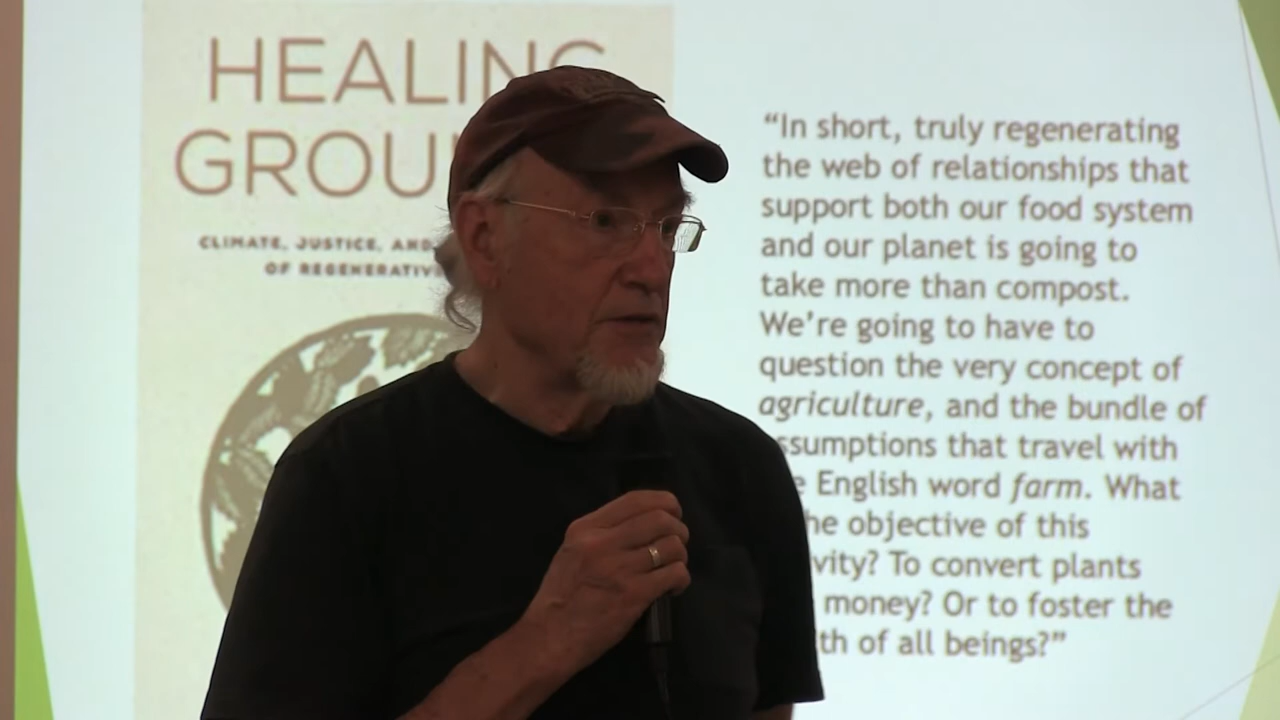 HEALING
GROU
CLIMATE, JUSTICE, AND
OF REGENERATIV
“In short, truly regenerating
the web of relationships that
support both our food system
and our planet is going to
take more than compost.
We’re going to have to
question the very concept of
agriculture, and the bundle of
ssumptions that travel with
e English word farm. What
he objective of this
vity? To convert plants
money? Or to foster the
th of all beings?”